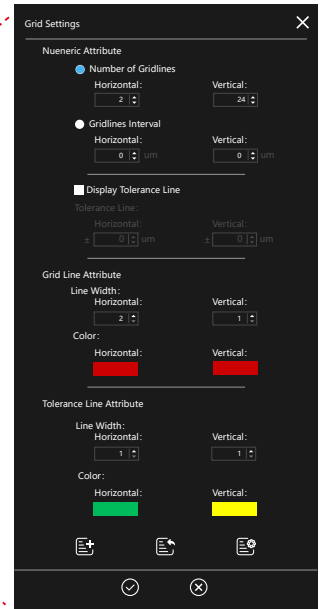 Grid Settings
Nueneric Attribute
Number of Gridlines
Horizontal: Vertical:
2 24
Gridlines Interval
Horizontal: Vertical:
0 um 0 um
Display Tolerance Line
Tolerance Line:
Horizontal: Vertical:
± 0 um ± 0 um
Grid Line Attribute
Line Width:
Horizontal: Vertical:
2 1
Color:
Horizontal: Vertical:
Tolerance Line Attribute
Line Width:
Horizontal: Vertical:
1 1
Color:
Horizontal: Vertical: